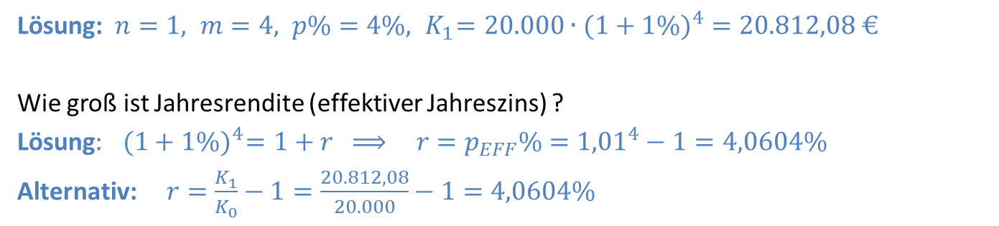 Lösung: n = 1, m = 4, p% = 4%, K₁ = 20.000 · (1 + 1%)⁴ = 20.812,08 €
Wie groß ist Jahresrendite (effektiver Jahreszins) ?
Lösung: (1 + 1%)⁴ = 1 + r ⟹ r = p_EFF% = 1,01⁴ − 1 = 4,0604%
Alternativ: r = K₁/K₀ − 1 = 20.812,08/20.000 − 1 = 4,0604%